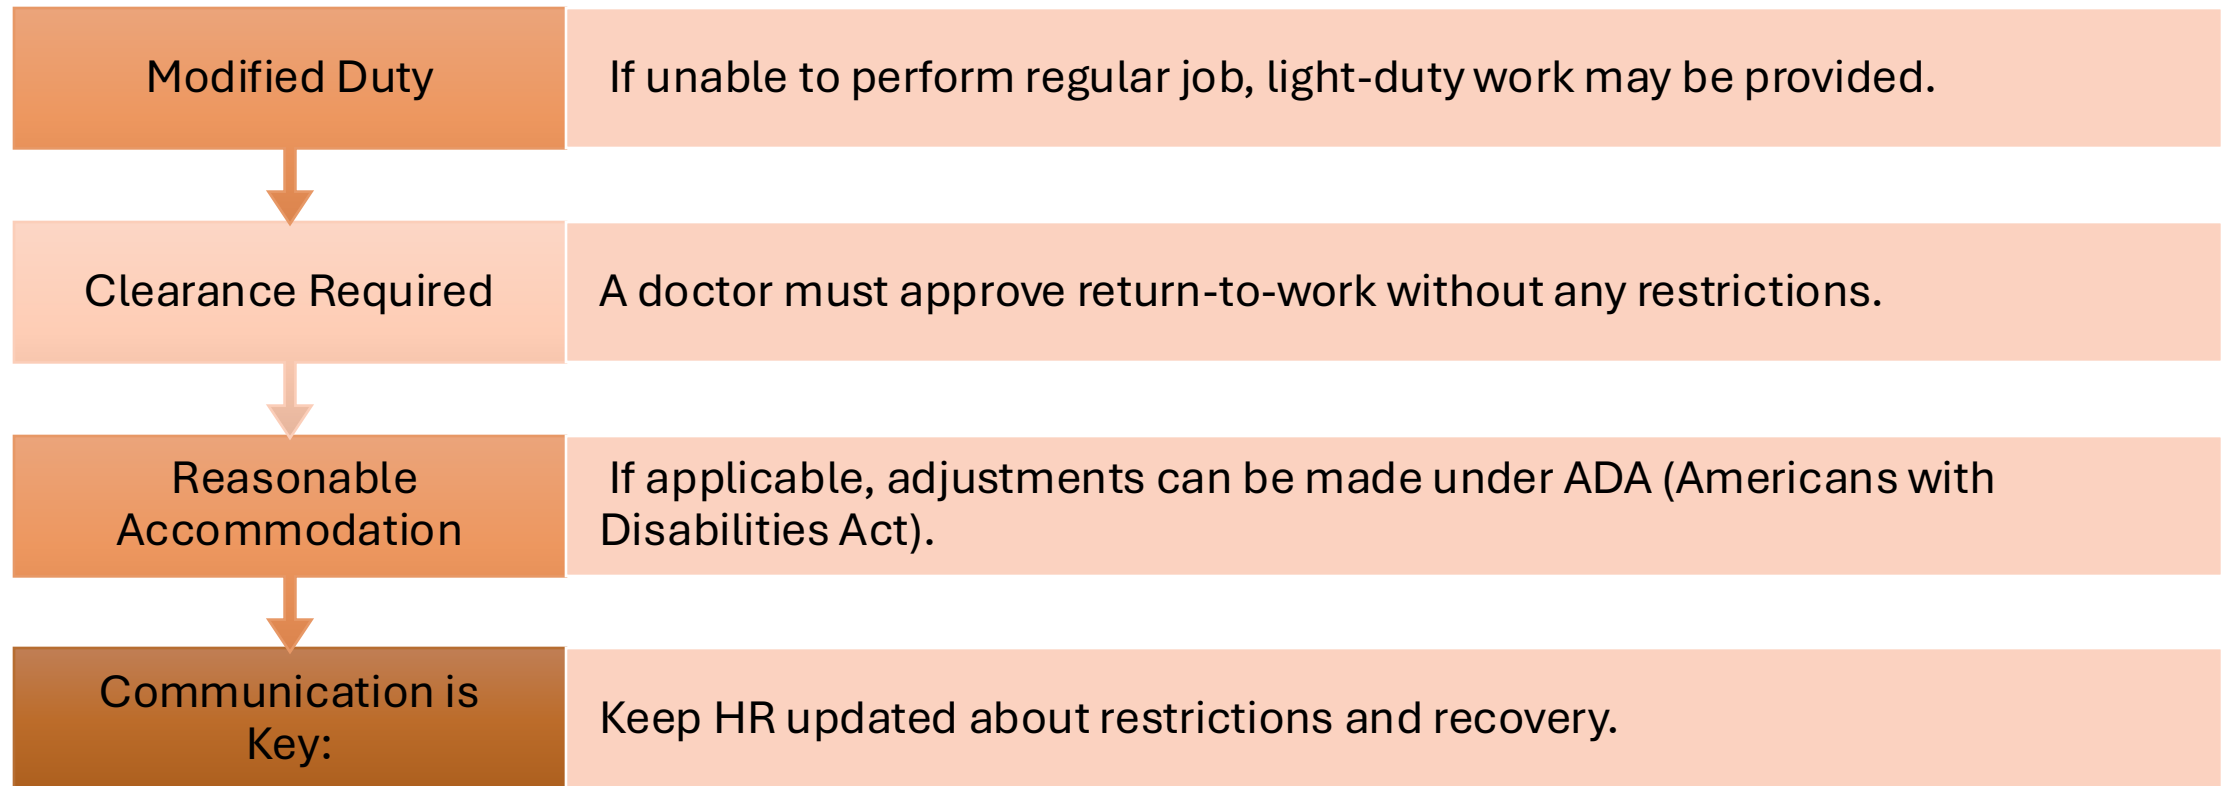 Modified Duty
If unable to perform regular job, light-duty work may be provided.
Clearance Required
A doctor must approve return-to-work without any restrictions.
Reasonable
Accommodation
If applicable, adjustments can be made under ADA (Americans with
Disabilities Act).
Communication is
Key:
Keep HR updated about restrictions and recovery.